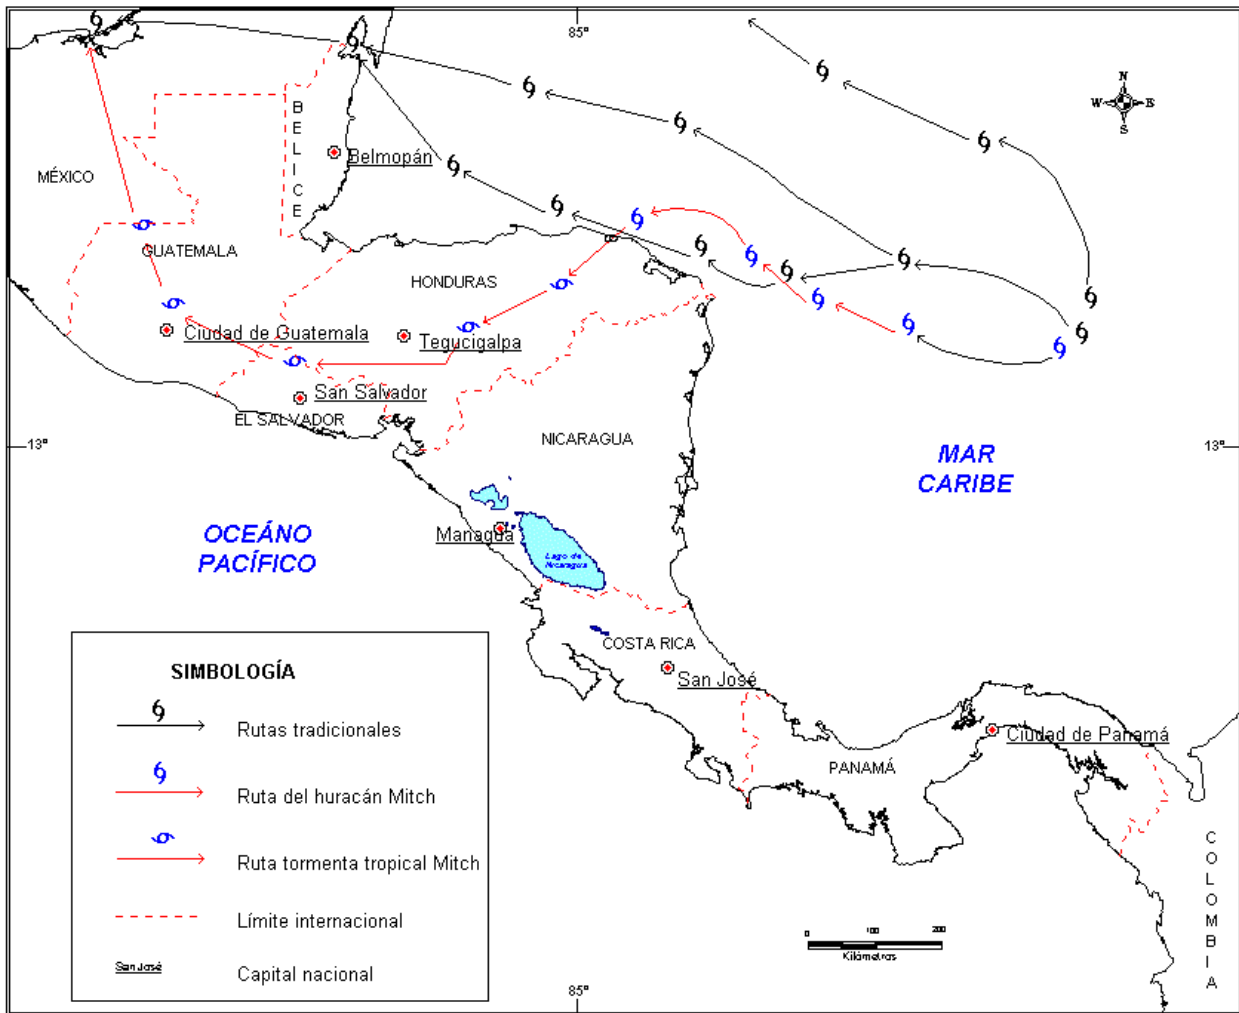 85°
N
W E
S
BELICE
Belmopán
MÉXICO
GUATEMALA
HONDURAS
Ciudad de Guatemala
Tegucigalpa
San Salvador
EL SALVADOR
NICARAGUA
13°
13°
MAR
CARIBE
OCEÁNO
PACÍFICO
Managua
Lago de
Nicaragua
COSTA RICA
San José
Ciudad de Panamá
PANAMÁ
COLOMBIA
SIMBOLOGÍA
Rutas tradicionales
Ruta del huracán Mitch
Ruta tormenta tropical Mitch
Límite internacional
San José
Capital nacional
0 100 200
Kilómetros
85°